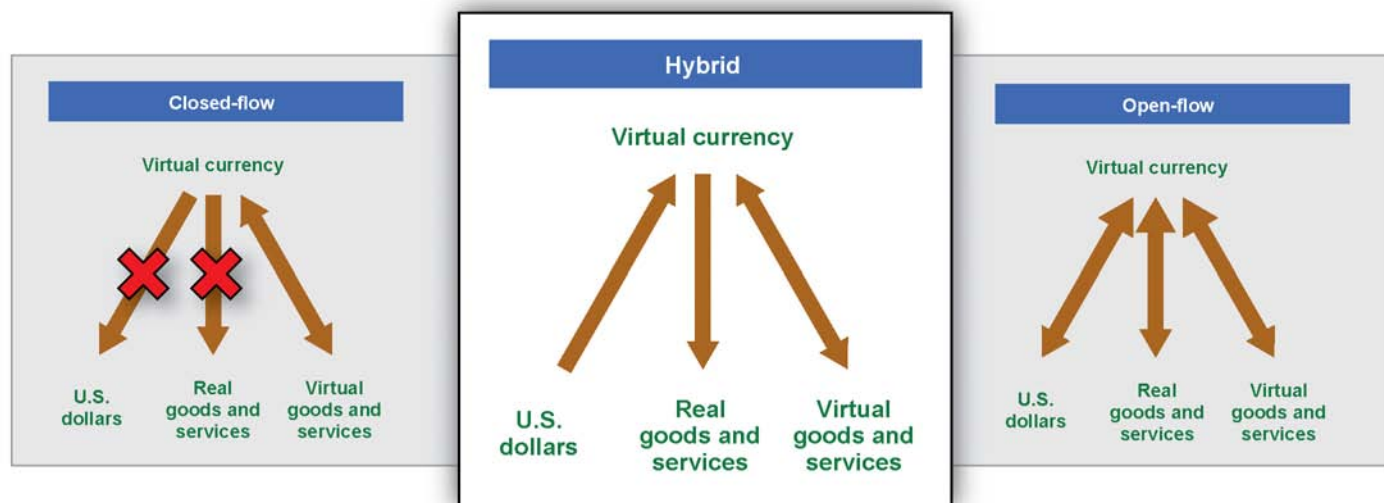 Closed-flow
Virtual currency
U.S.
dollars
Real
goods and
services
Virtual
goods and
services
Hybrid
Virtual currency
U.S.
dollars
Real
goods and
services
Virtual
goods and
services
Open-flow
Virtual currency
U.S.
dollars
Real
goods and
services
Virtual
goods and
services